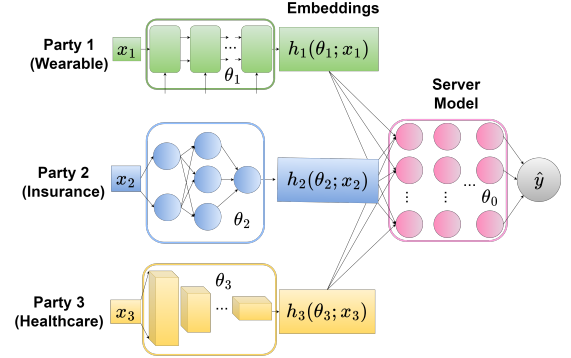 Embeddings
Party 1
(Wearable)
x₁
...
θ₁
h₁(θ₁; x₁)
Server
Model
Party 2
(Insurance)
x₂
θ₂
h₂(θ₂; x₂)
...
⋮
⋮
⋮
θ₀
ŷ
Party 3
(Healthcare)
x₃
θ₃
...
h₃(θ₃; x₃)